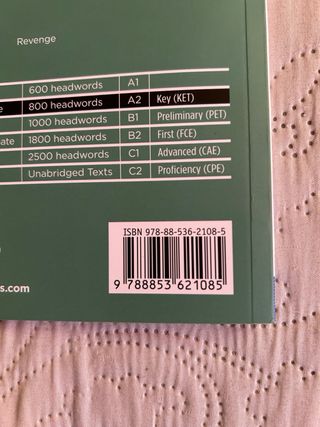 Revenge
600 headwords A1
e 800 headwords A2 Key (KET)
1000 headwords B1 Preliminary (PET)
ate 1800 headwords B2 First (FCE)
2500 headwords C1 Advanced (CAE)
Unabridged Texts C2 Proficiency (CPE)
ISBN 978-88-536-2108-5
9 788853 621085
s.com